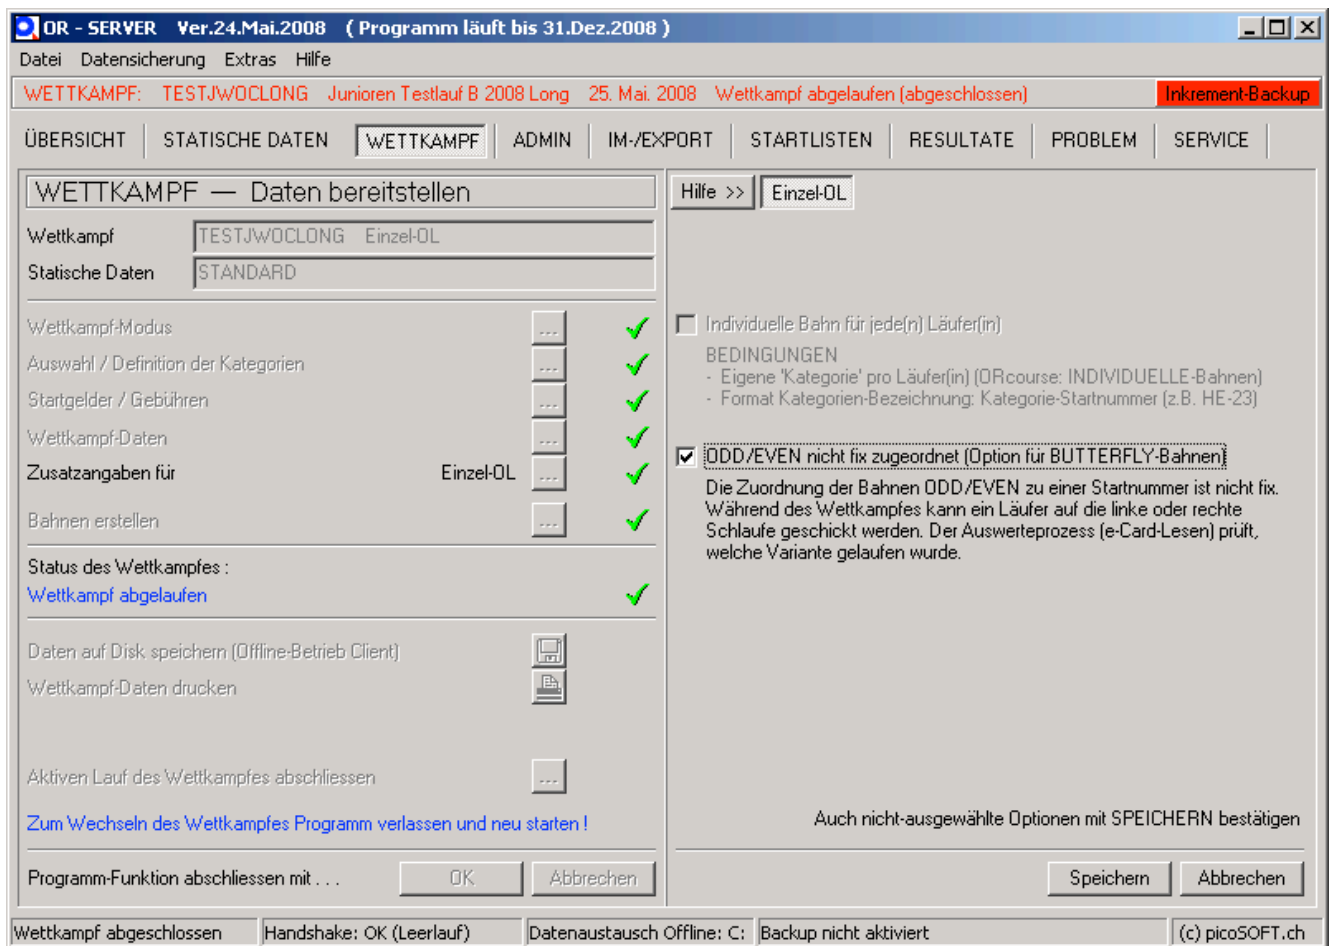 OR - SERVER Ver.24.Mai.2008 ( Programm läuft bis 31.Dez.2008 )
Datei Datensicherung Extras Hilfe
WETTKAMPF: TESTJWOCLONG Junioren Testlauf B 2008 Long 25. Mai. 2008 Wettkampf abgelaufen (abgeschlossen) Inkrement-Backup
ÜBERSICHT STATISCHE DATEN WETTKAMPF ADMIN IM-/EXPORT STARTLISTEN RESULTATE PROBLEM SERVICE
WETTKAMPF — Daten bereitstellen
Wettkampf TESTJWOCLONG Einzel-OL
Statische Daten STANDARD
Wettkampf-Modus ...
Auswahl / Definition der Kategorien ...
Startgelder / Gebühren ...
Wettkampf-Daten ...
Zusatzangaben für Einzel-OL ...
Bahnen erstellen ...
Status des Wettkampfes :
Wettkampf abgelaufen
Daten auf Disk speichern (Offline-Betrieb Client)
Wettkampf-Daten drucken
Aktiven Lauf des Wettkampfes abschliessen ...
Zum Wechseln des Wettkampfes Programm verlassen und neu starten !
Programm-Funktion abschliessen mit . . . OK Abbrechen
Hilfe >> Einzel-OL
Individuelle Bahn für jede(n) Läufer(in)
BEDINGUNGEN
- Eigene 'Kategorie' pro Läufer(in) (ORcourse: INDIVIDUELLE-Bahnen)
- Format Kategorien-Bezeichnung: Kategorie-Startnummer (z.B. HE-23)
ODD/EVEN nicht fix zugeordnet (Option für BUTTERFLY-Bahnen)
Die Zuordnung der Bahnen ODD/EVEN zu einer Startnummer ist nicht fix.
Während des Wettkampfes kann ein Läufer auf die linke oder rechte
Schlaufe geschickt werden. Der Auswerteprozess (e-Card-Lesen) prüft,
welche Variante gelaufen wurde.
Auch nicht-ausgewählte Optionen mit SPEICHERN bestätigen
Speichern Abbrechen
Wettkampf abgeschlossen Handshake: OK (Leerlauf) Datenaustausch Offline: C: Backup nicht aktiviert (c) picoSOFT.ch